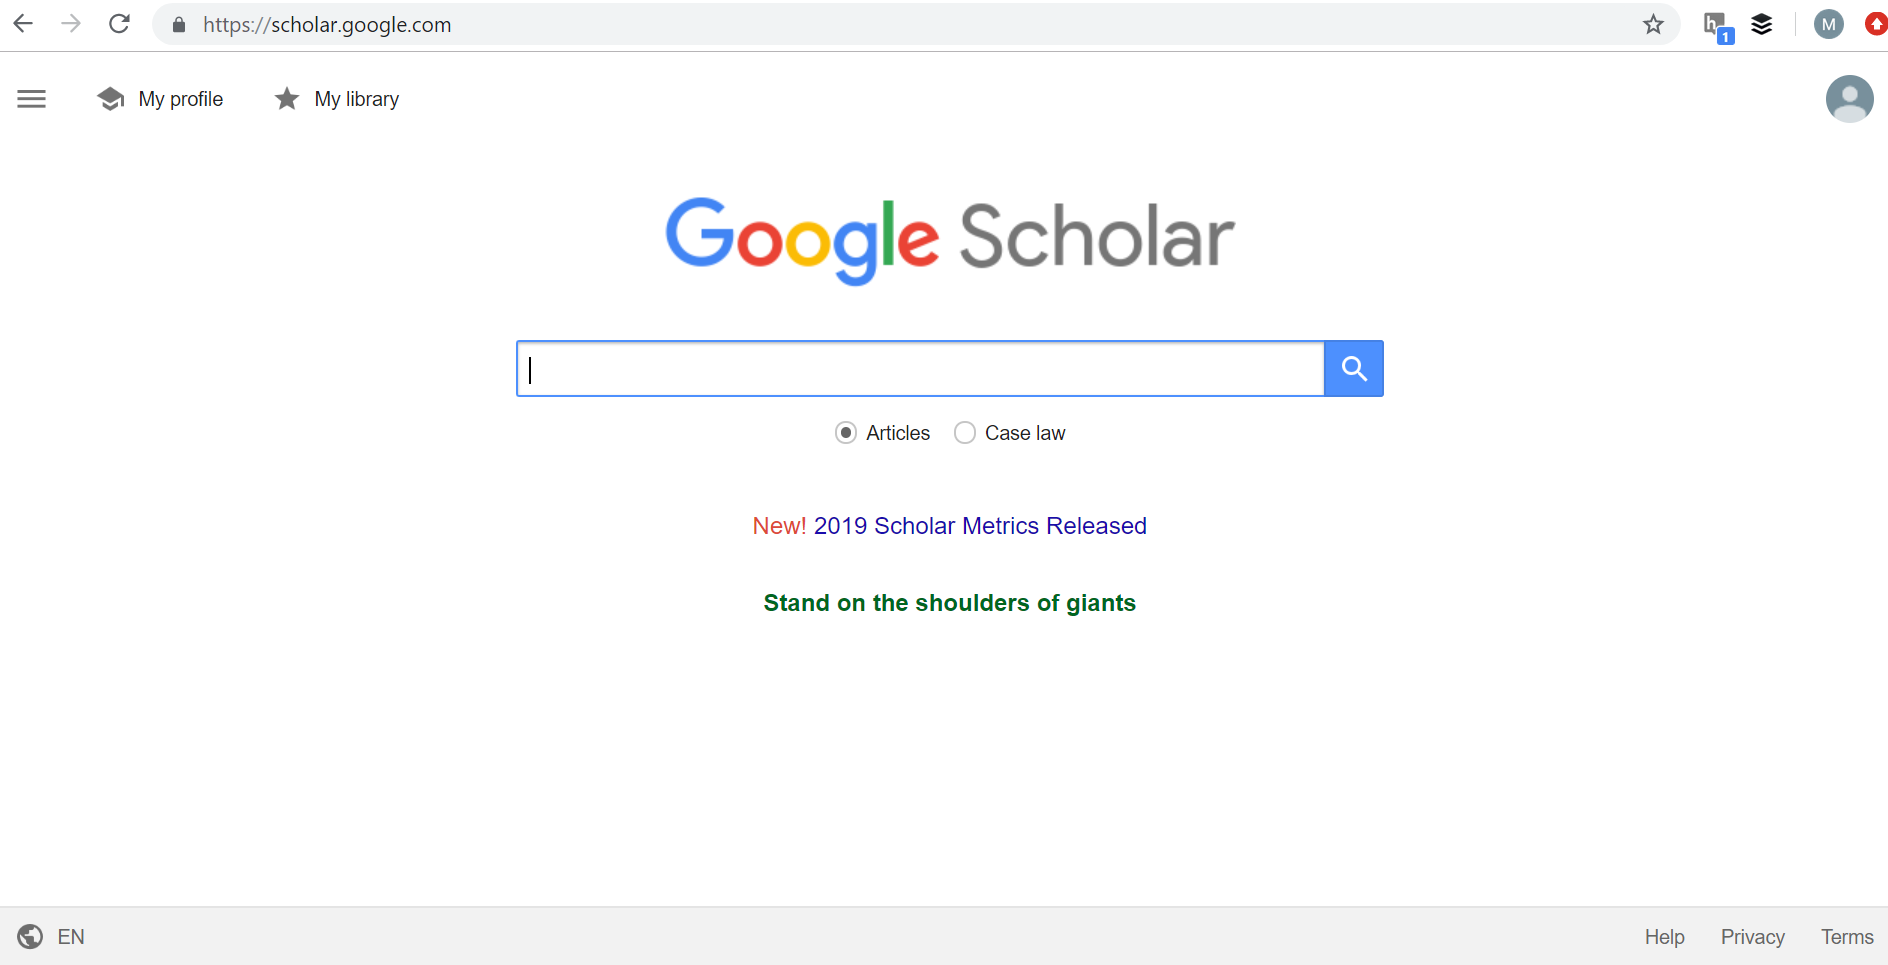 https://scholar.google.com
h
1
M
My profile
My library
Google Scholar
Articles
Case law
New! 2019 Scholar Metrics Released
Stand on the shoulders of giants
EN
Help
Privacy
Terms